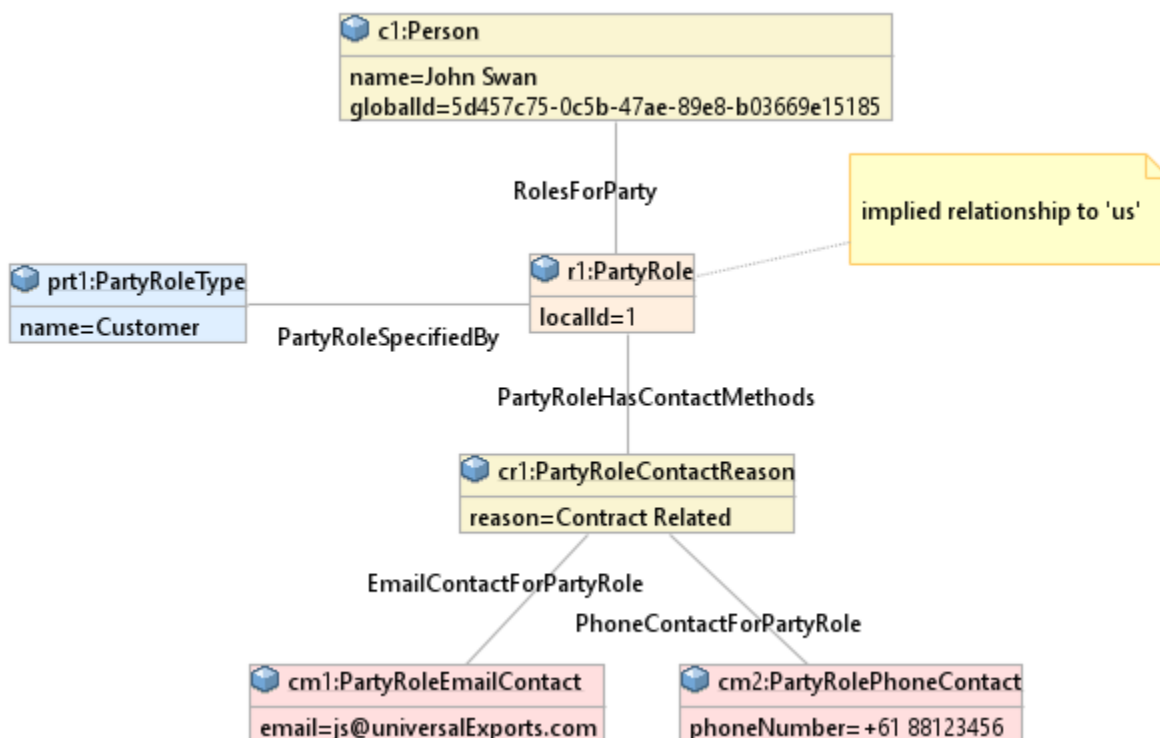 c1:Person
name=John Swan
globalId=5d457c75-0c5b-47ae-89e8-b03669e15185
RolesForParty
implied relationship to 'us'
prt1:PartyRoleType
name=Customer
PartyRoleSpecifiedBy
r1:PartyRole
localId=1
PartyRoleHasContactMethods
cr1:PartyRoleContactReason
reason=Contract Related
EmailContactForPartyRole
PhoneContactForPartyRole
cm1:PartyRoleEmailContact
email=js@universalExports.com
cm2:PartyRolePhoneContact
phoneNumber=+61 88123456